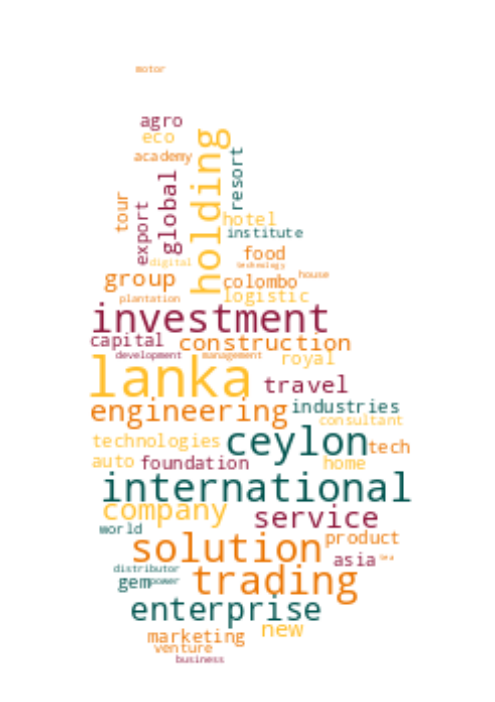 motor
agro
eco
academy
holding
resort
global
tour
export
hotel
institute
food
digital
technology
group
colombo
house
plantation
logistic
investment
capital
construction
development
management
royal
lanka
travel
engineering
industries
consultant
technologies
ceylon
tech
auto
foundation
home
international
company
service
world
product
solution
asia
tea
distributor
gem
power
trading
enterprise
marketing
new
venture
business